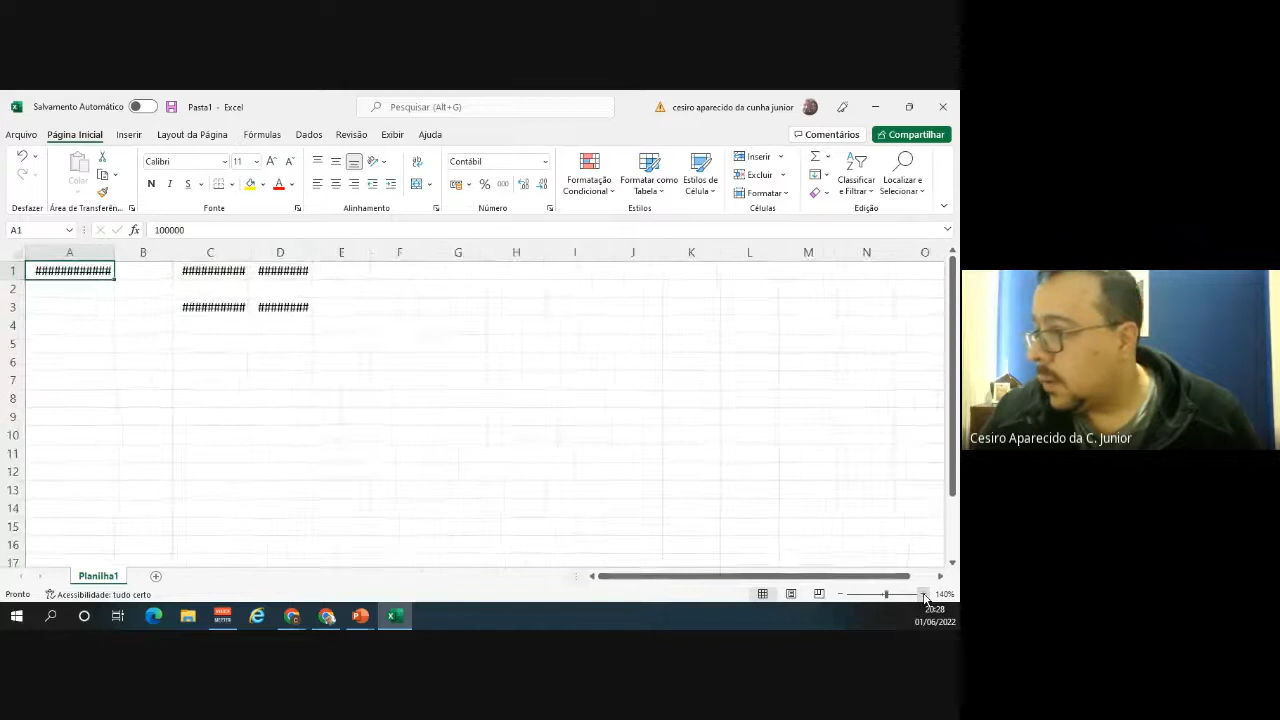 Salvamento Automático Pasta1 - Excel Pesquisar (Alt+G) cesiro aparecido da cunha junior
Arquivo Página Inicial Inserir Layout da Página Fórmulas Dados Revisão Exibir Ajuda Comentários Compartilhar
Colar Calibri 11 Contábil Formatação Condicional Formatar como Tabela Estilos de Célula Inserir Excluir Formatar Classificar e Filtrar Localizar e Selecionar
N I S A % 000
Desfazer Área de Transferên... Fonte Alinhamento Número Estilos Células Edição
A1 fx 100000
A B C D E F G H I J K L M N O
1 ############ ########## ########
2
3 ########## ########
4
5
6
7
8
9
10
11
12
13
14
15
16
17
Planilha1
Pronto Acessibilidade: tudo certo 140%
20:28
01/06/2022
Cesiro Aparecido da C. Junior